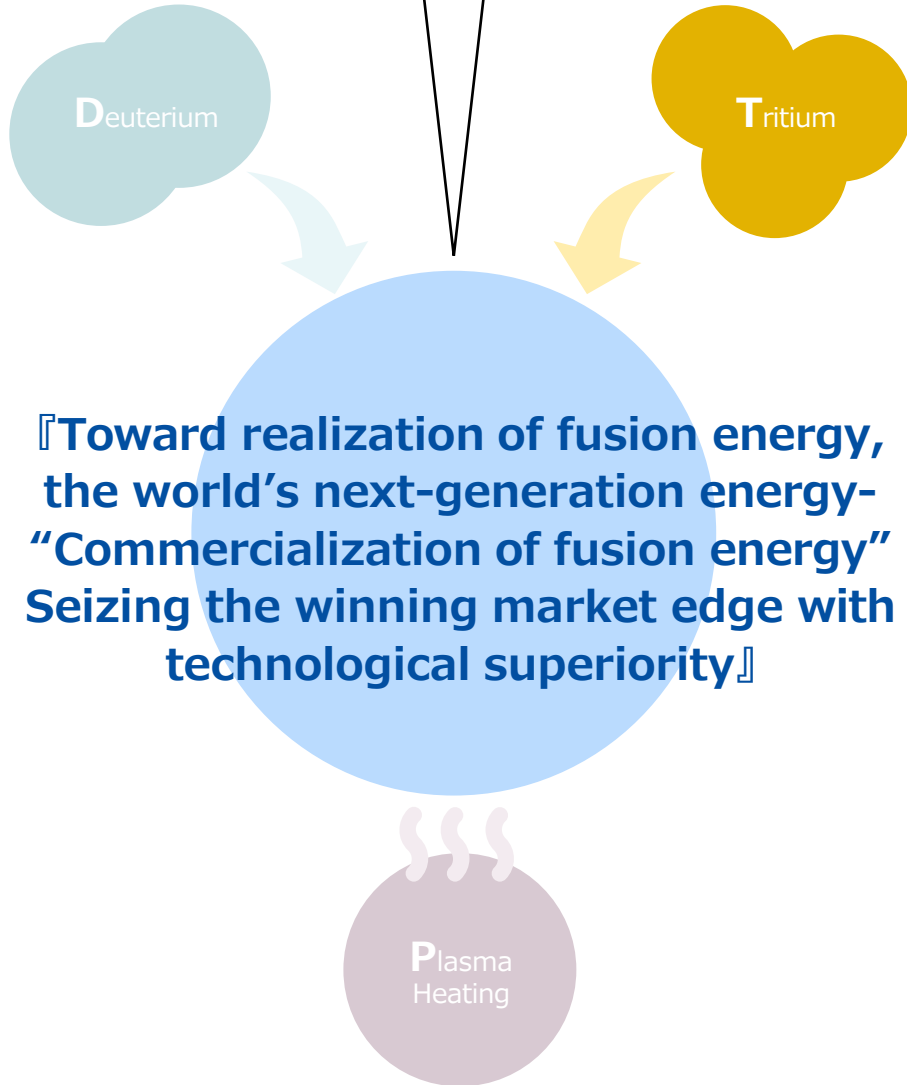 Deuterium
Tritium
『Toward realization of fusion energy,
the world’s next-generation energy-
“Commercialization of fusion energy”
Seizing the winning market edge with
technological superiority』
Plasma
Heating